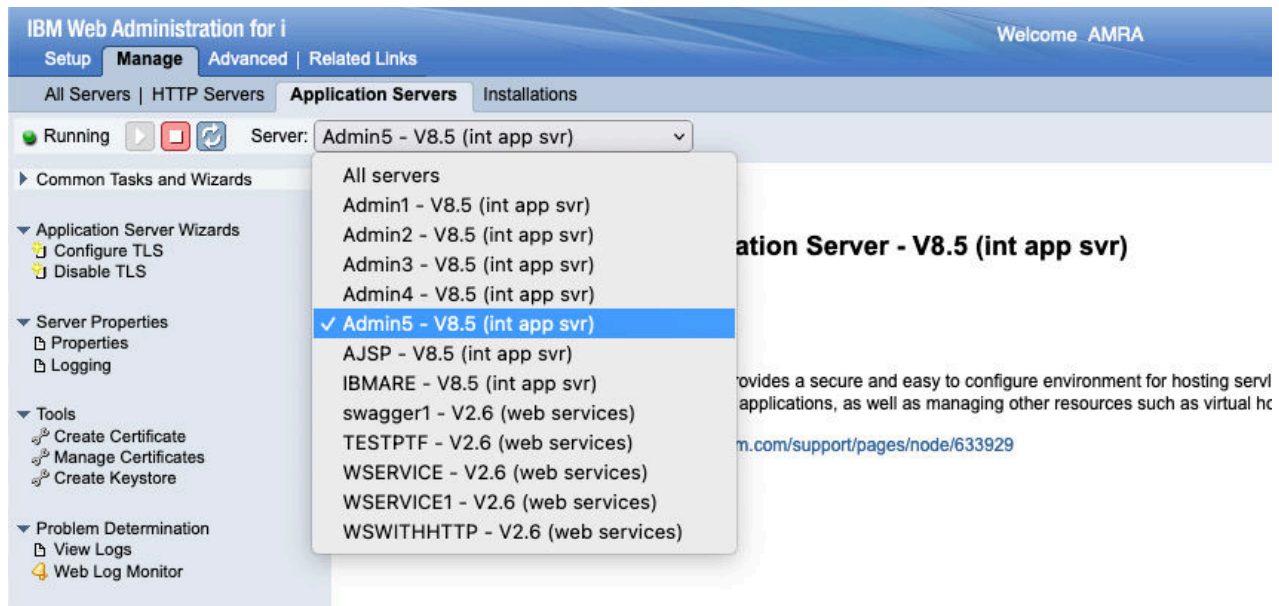 IBM Web Administration for i
Welcome AMRA
Setup Manage Advanced | Related Links
All Servers | HTTP Servers Application Servers Installations
Running Server: Admin5 - V8.5 (int app svr)
Common Tasks and Wizards
Application Server Wizards
Configure TLS
Disable TLS
Server Properties
Properties
Logging
Tools
Create Certificate
Manage Certificates
Create Keystore
Problem Determination
View Logs
Web Log Monitor
All servers
Admin1 - V8.5 (int app svr)
Admin2 - V8.5 (int app svr)
Admin3 - V8.5 (int app svr)
Admin4 - V8.5 (int app svr)
✓ Admin5 - V8.5 (int app svr)
AJSP - V8.5 (int app svr)
IBMARE - V8.5 (int app svr)
swagger1 - V2.6 (web services)
TESTPTF - V2.6 (web services)
WSERVICE - V2.6 (web services)
WSERVICE1 - V2.6 (web services)
WSWITHHTTP - V2.6 (web services)
ation Server - V8.5 (int app svr)
ovides a secure and easy to configure environment for hosting servl
applications, as well as managing other resources such as virtual ho
m.com/support/pages/node/633929